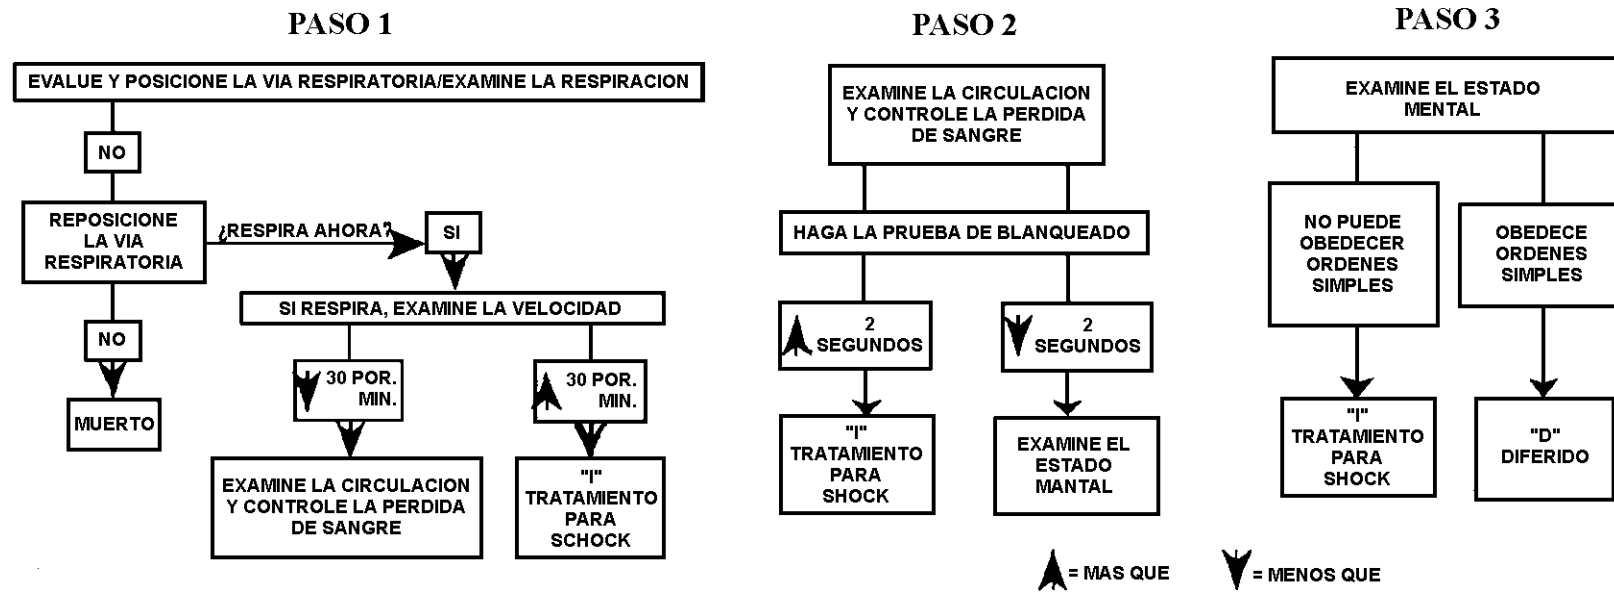 PASO 1
EVALUE Y POSICIONE LA VIA RESPIRATORIA/EXAMINE LA RESPIRACION
NO
REPOSICIONE
LA VIA
RESPIRATORIA
¿RESPIRA AHORA?
SI
NO
MUERTO
SI RESPIRA, EXAMINE LA VELOCIDAD
30 POR.
MIN.
30 POR.
MIN.
EXAMINE LA CIRCULACION
Y CONTROLE LA PERDIDA
DE SANGRE
"I"
TRATAMIENTO
PARA
SCHOCK
PASO 2
EXAMINE LA CIRCULACION
Y CONTROLE LA PERDIDA
DE SANGRE
HAGA LA PRUEBA DE BLANQUEADO
2
SEGUNDOS
2
SEGUNDOS
"I"
TRATAMIENTO
PARA
SHOCK
EXAMINE EL
ESTADO
MANTAL
PASO 3
EXAMINE EL ESTADO
MENTAL
NO PUEDE
OBEDECER
ORDENES
SIMPLES
OBEDECE
ORDENES
SIMPLES
"I"
TRATAMIENTO
PARA
SHOCK
"D"
DIFERIDO
= MAS QUE
= MENOS QUE